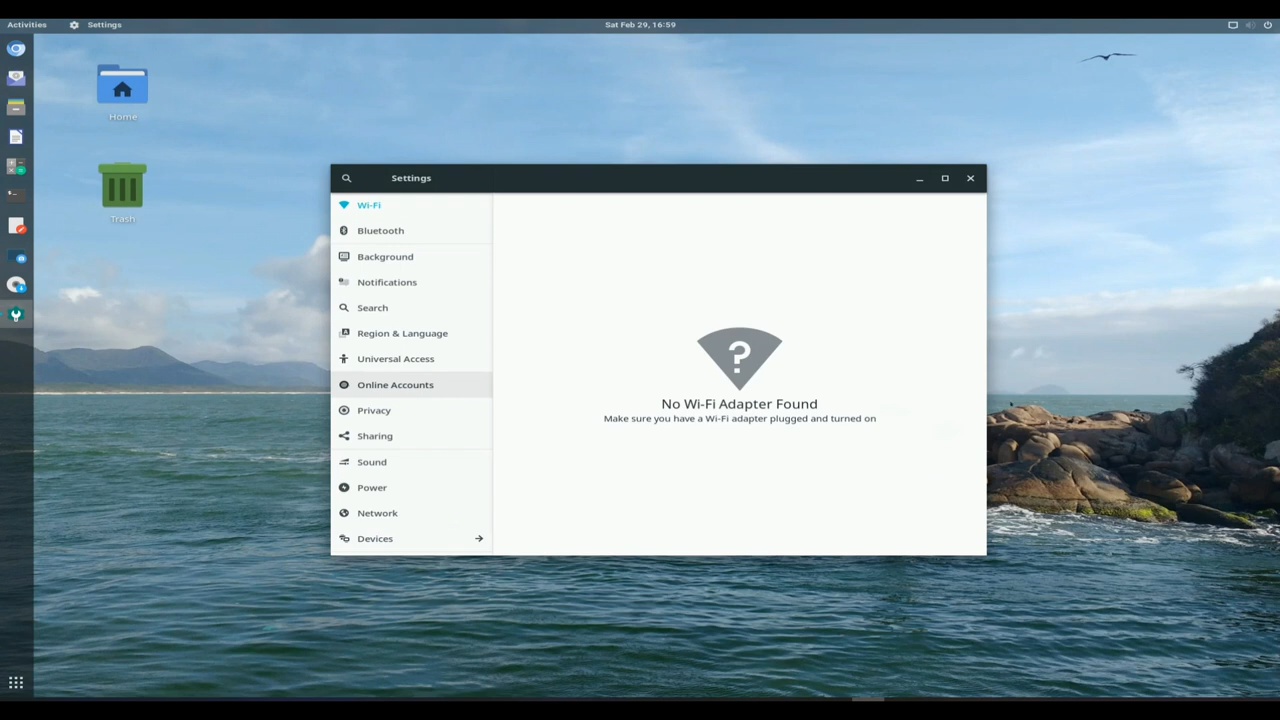 Activities
Settings
Sat Feb 29, 16:59
Home
Trash
Settings
Wi-Fi
Bluetooth
Background
Notifications
Search
Region & Language
Universal Access
Online Accounts
Privacy
Sharing
Sound
Power
Network
Devices
No Wi-Fi Adapter Found
Make sure you have a Wi-Fi adapter plugged and turned on